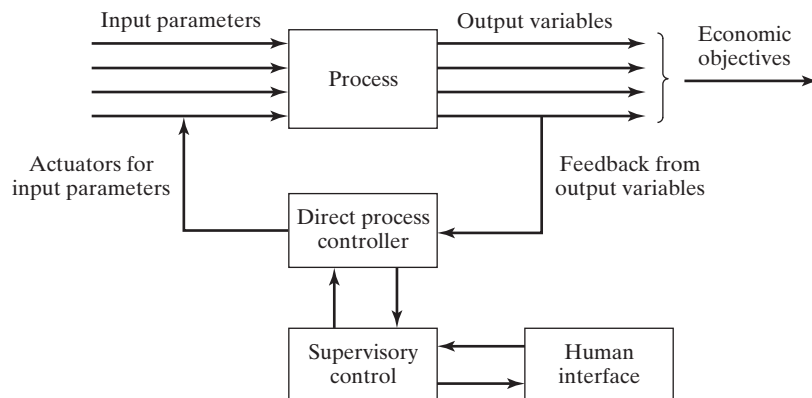 Input parameters
Output variables
Economic
objectives
Process
Actuators for
input parameters
Feedback from
output variables
Direct process
controller
Supervisory
control
Human
interface